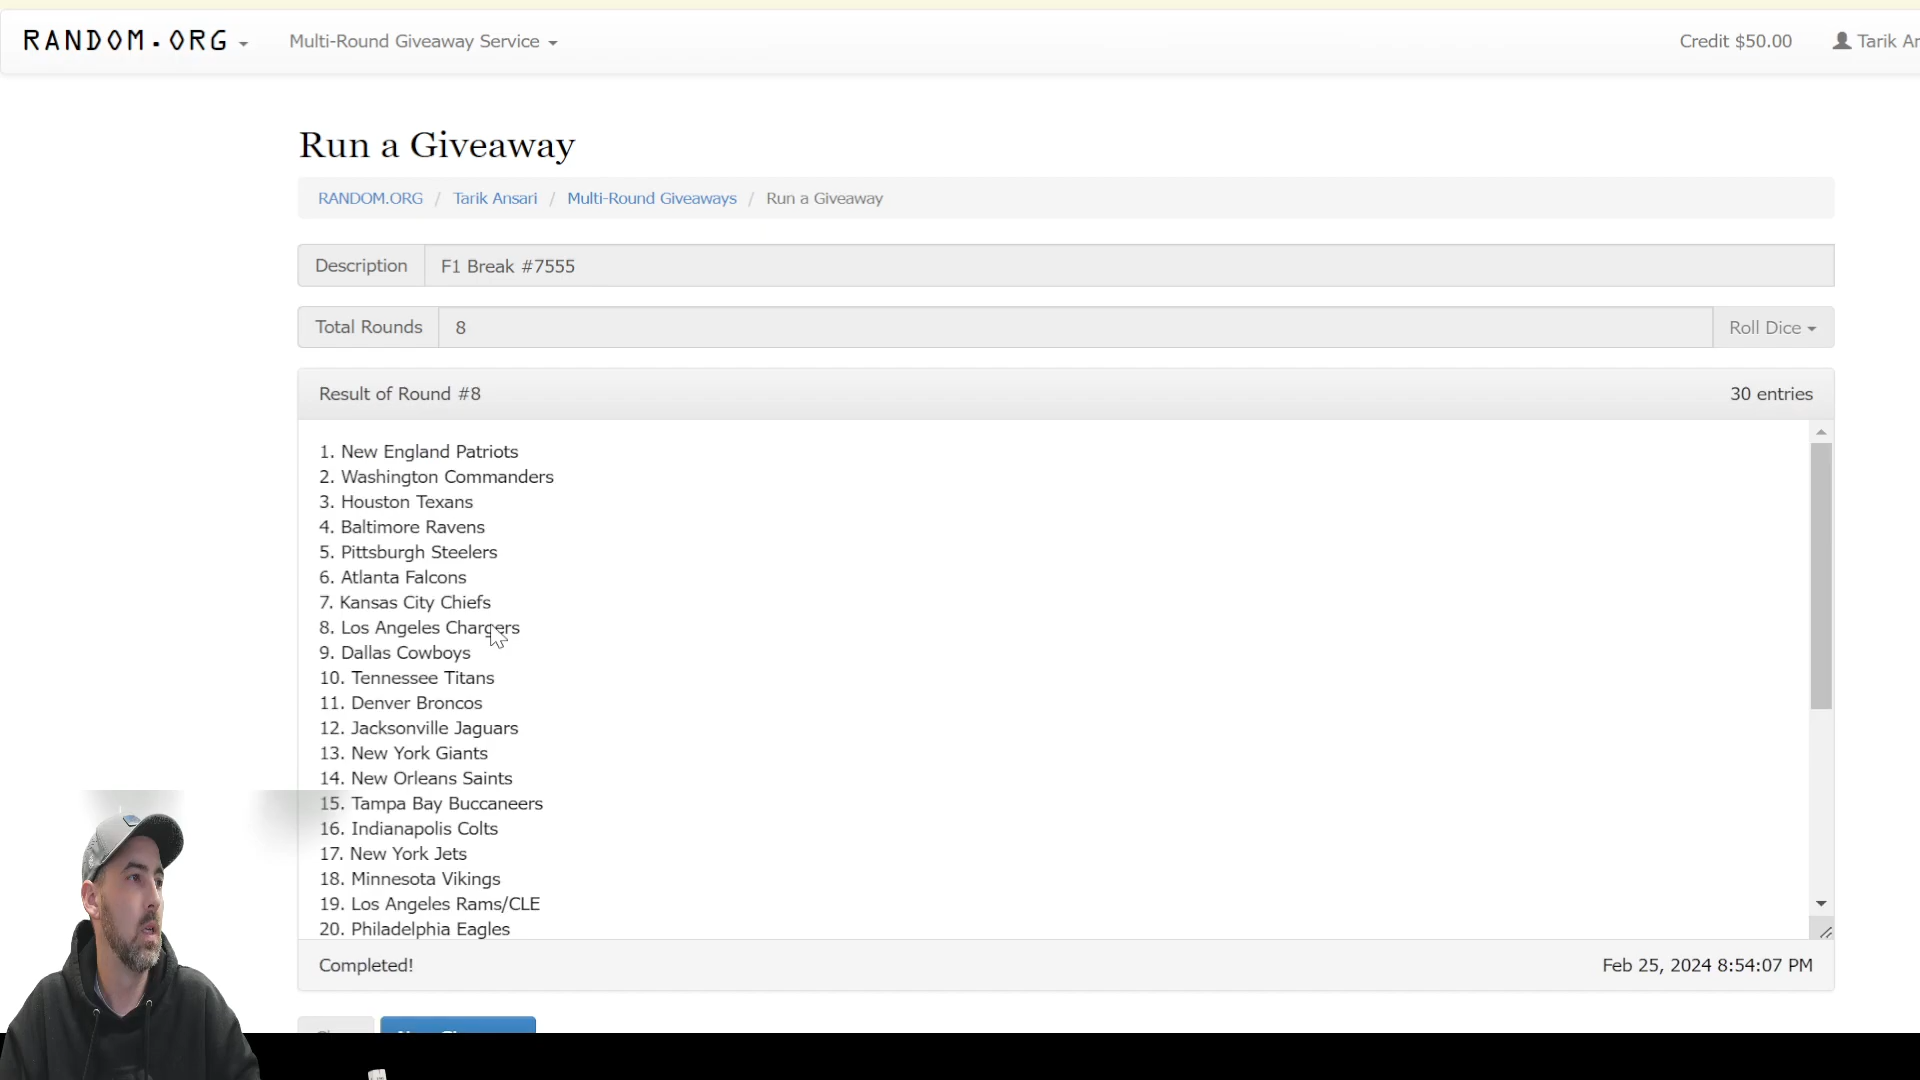 RANDOM.ORG Multi-Round Giveaway Service Credit $50.00 Tarik
Run a Giveaway
RANDOM.ORG / Tarik Ansari / Multi-Round Giveaways / Run a Giveaway
Description F1 Break #7555
Total Rounds 8 Roll Dice
Result of Round #8 30 entries
1. New England Patriots
2. Washington Commanders
3. Houston Texans
4. Baltimore Ravens
5. Pittsburgh Steelers
6. Atlanta Falcons
7. Kansas City Chiefs
8. Los Angeles Chargers
9. Dallas Cowboys
10. Tennessee Titans
11. Denver Broncos
12. Jacksonville Jaguars
13. New York Giants
14. New Orleans Saints
15. Tampa Bay Buccaneers
16. Indianapolis Colts
17. New York Jets
18. Minnesota Vikings
19. Los Angeles Rams/CLE
20. Philadelphia Eagles
Completed! Feb 25, 2024 8:54:07 PM